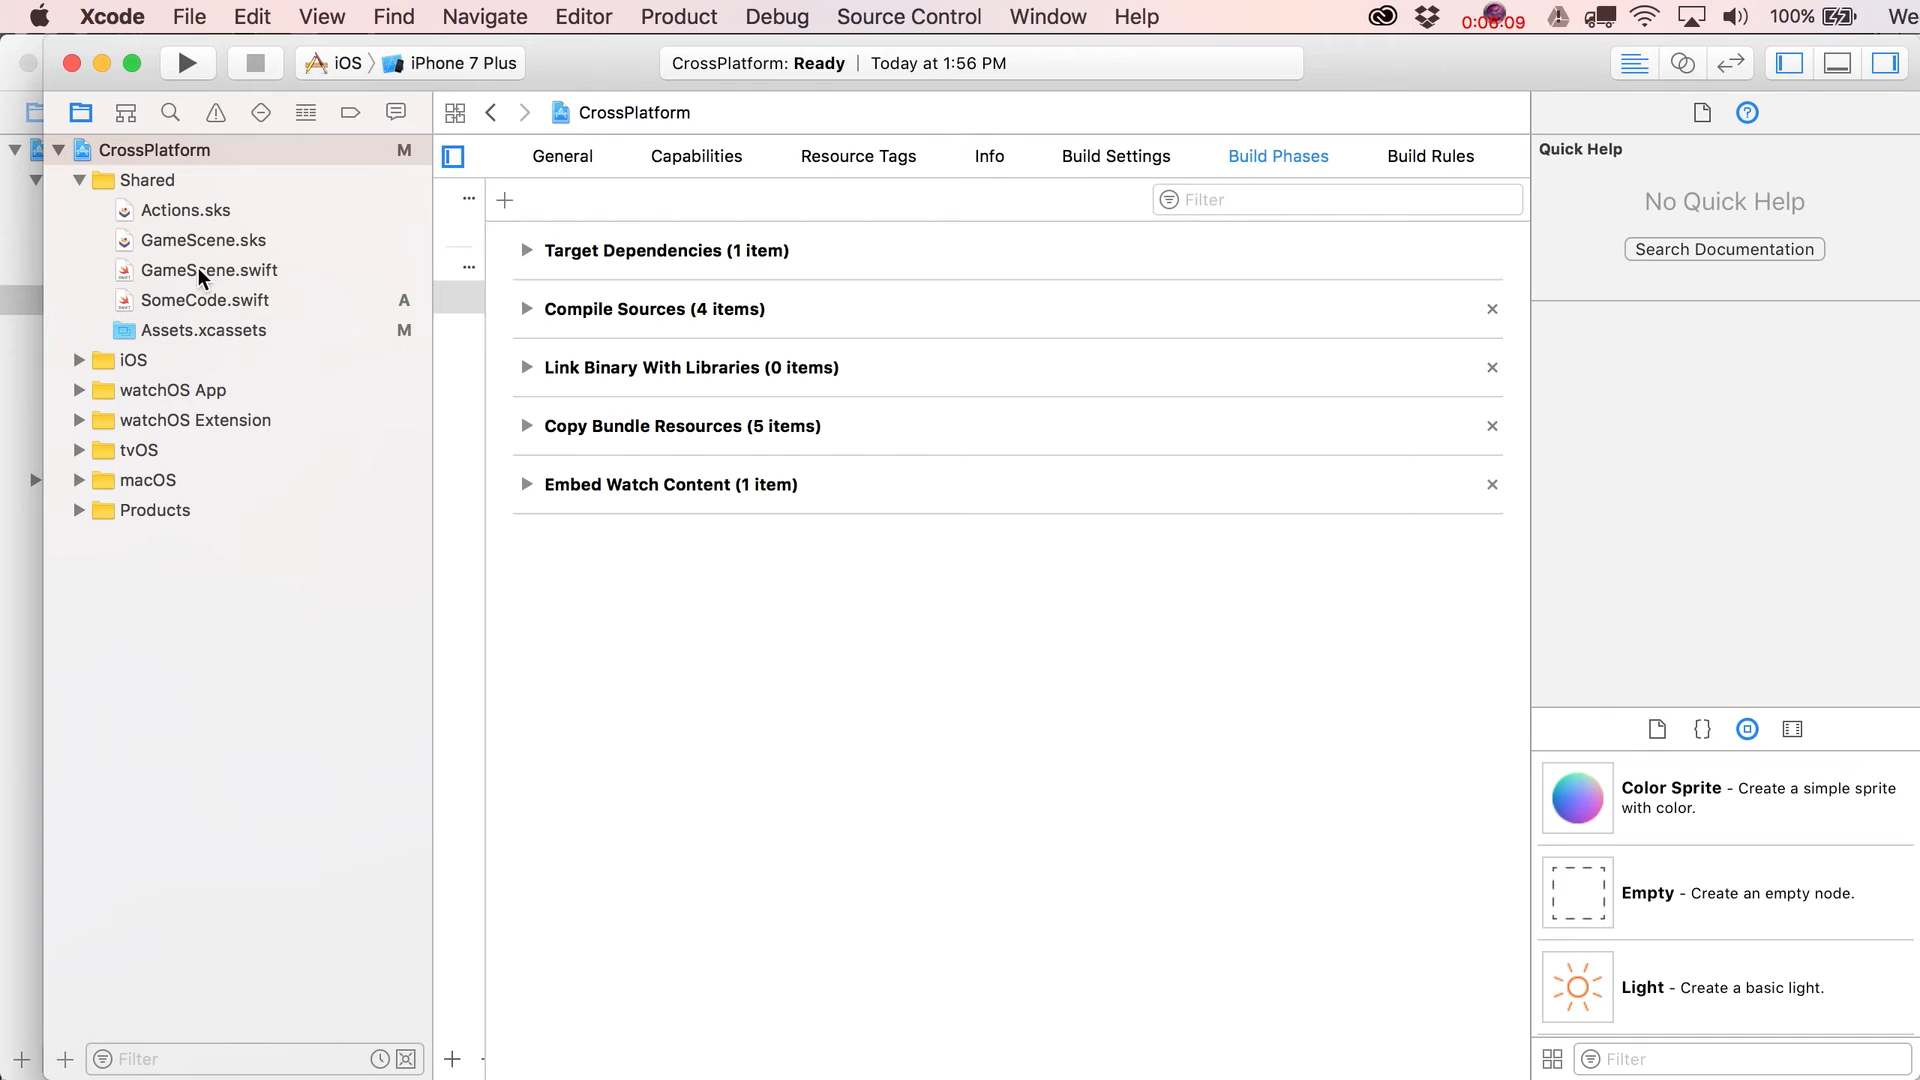 Xcode File Edit View Find Navigate Editor Product Debug Source Control Window Help 0:06:09 100% We
iOS iPhone 7 Plus CrossPlatform: Ready Today at 1:56 PM
CrossPlatform
CrossPlatform M
Shared
Actions.sks
GameScene.sks
GameScene.swift
SomeCode.swift A
Assets.xcassets M
iOS
watchOS App
watchOS Extension
tvOS
macOS
Products
Filter
General Capabilities Resource Tags Info Build Settings Build Phases Build Rules
Filter
Target Dependencies (1 item)
Compile Sources (4 items)
Link Binary With Libraries (0 items)
Copy Bundle Resources (5 items)
Embed Watch Content (1 item)
Quick Help
No Quick Help
Search Documentation
Color Sprite - Create a simple sprite
with color.
Empty - Create an empty node.
Light - Create a basic light.
Filter